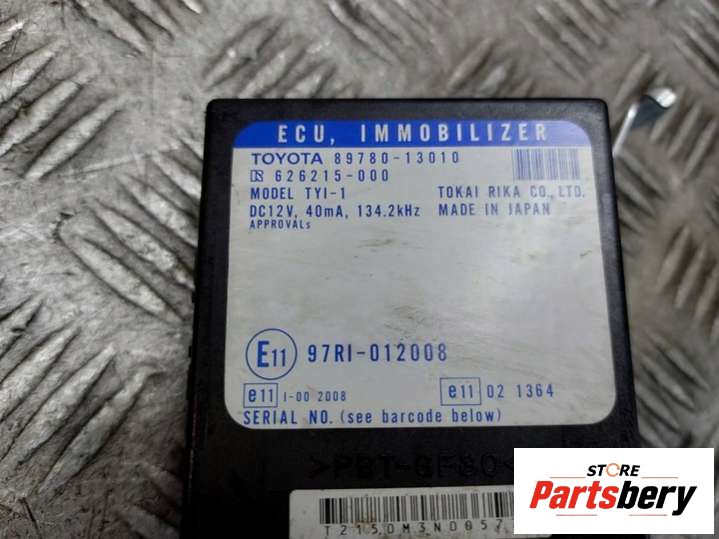 ECU, IMMOBILIZER
TOYOTA 89780-13010
626215-000
MODEL TYI-1 TOKAI RIKA CO., LTD.
DC12V, 40mA, 134.2kHz MADE IN JAPAN
APPROVALs
E11 97RI-012008
e11 I-00 2008 e11 02 1364
SERIAL NO. (see barcode below)
T2150M3N0857
STORE
Partsbery